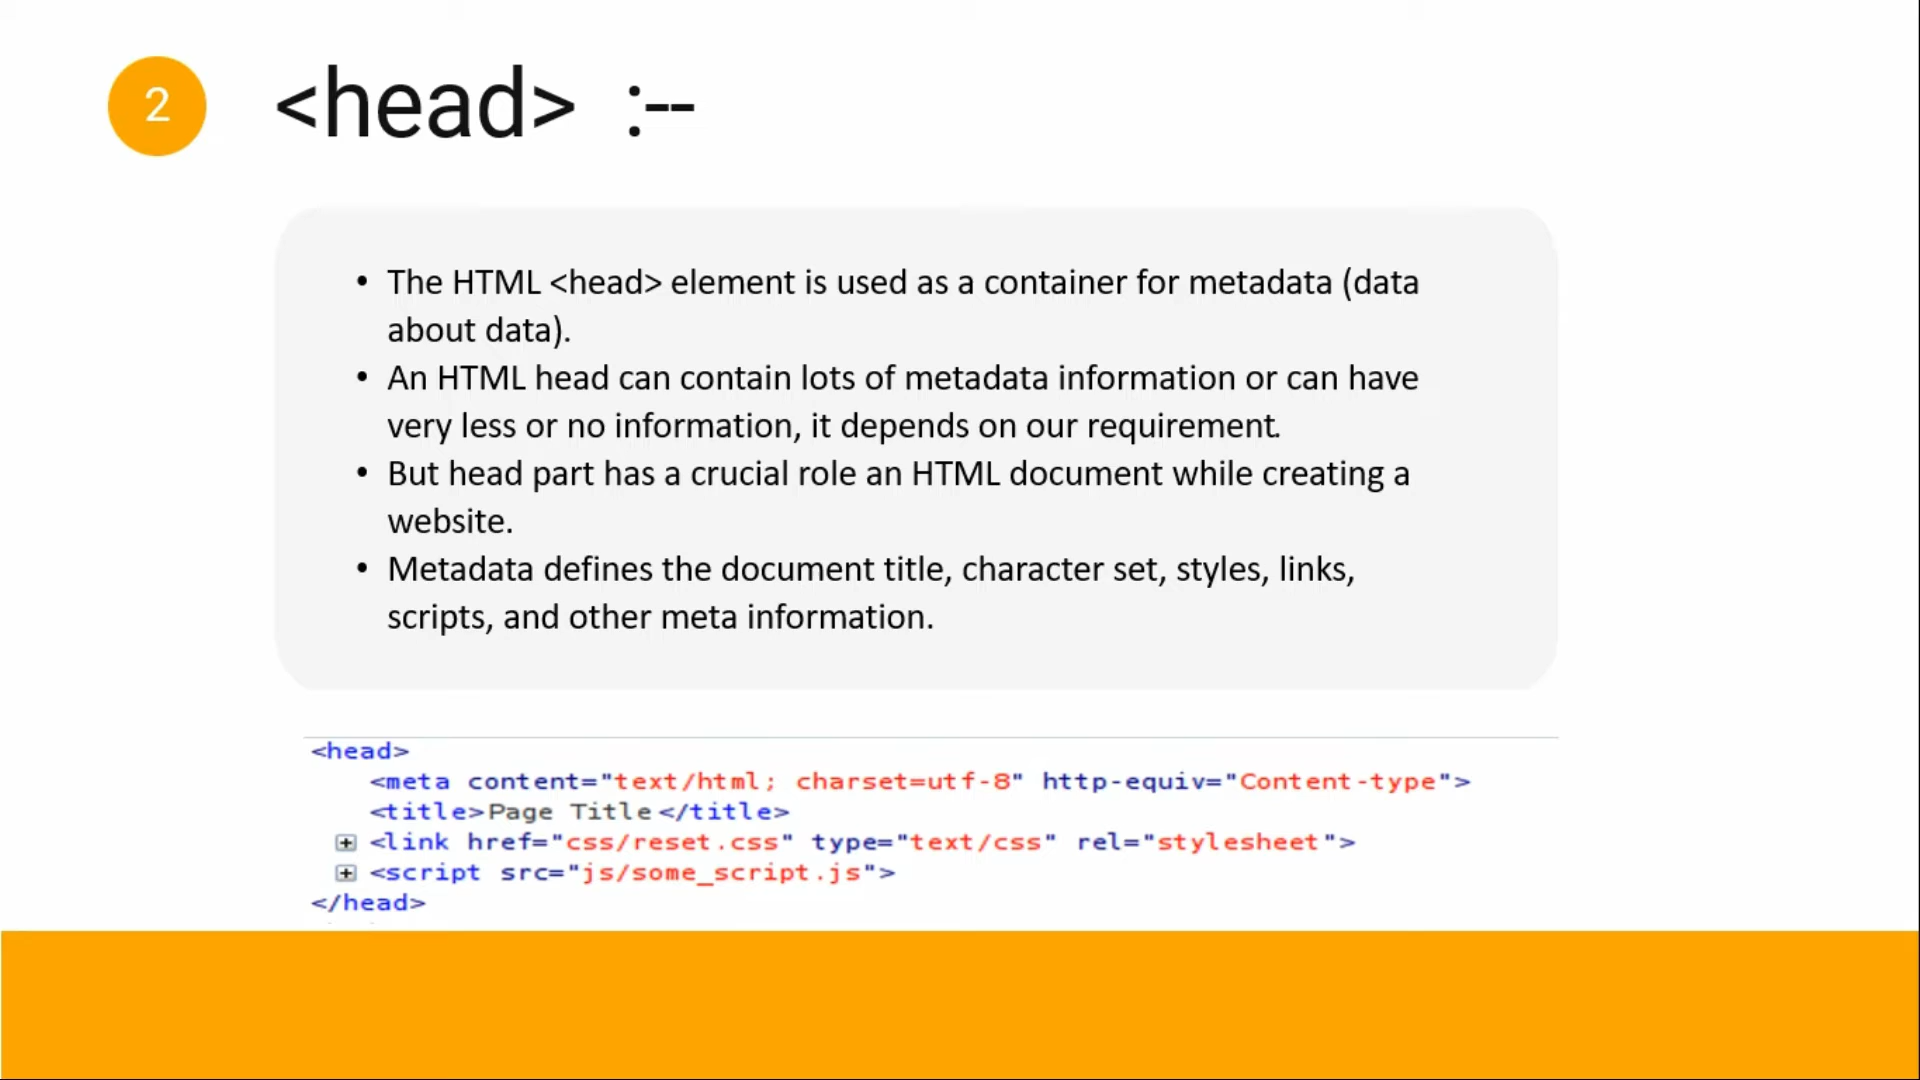 2
<head> :--
• The HTML <head> element is used as a container for metadata (data
about data).
• An HTML head can contain lots of metadata information or can have
very less or no information, it depends on our requirement.
• But head part has a crucial role an HTML document while creating a
website.
• Metadata defines the document title, character set, styles, links,
scripts, and other meta information.
<head>
<meta content="text/html; charset=utf-8" http-equiv="Content-type">
<title>Page Title</title>
<link href="css/reset.css" type="text/css" rel="stylesheet">
<script src="js/some_script.js">
</head>